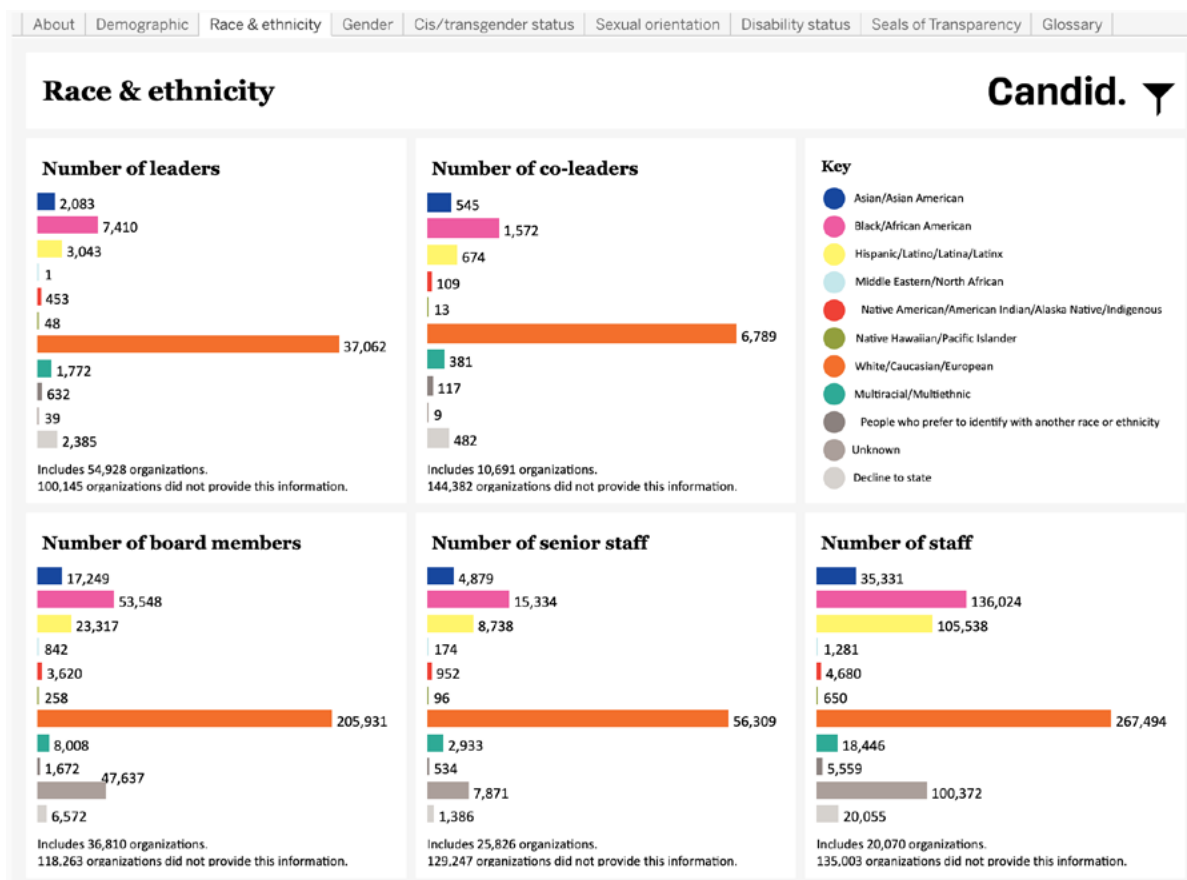 About Demographic Race & ethnicity Gender Cis/transgender status Sexual orientation Disability status Seals of Transparency Glossary
Race & ethnicity
Candid.
Number of leaders
2,083
7,410
3,043
1
453
48
37,062
1,772
632
39
2,385
Includes 54,928 organizations.
100,145 organizations did not provide this information.
Number of co-leaders
545
1,572
674
109
13
6,789
381
117
9
482
Includes 10,691 organizations.
144,382 organizations did not provide this information.
Key
Asian/Asian American
Black/African American
Hispanic/Latino/Latina/Latinx
Middle Eastern/North African
Native American/American Indian/Alaska Native/Indigenous
Native Hawaiian/Pacific Islander
White/Caucasian/European
Multiracial/Multiethnic
People who prefer to identify with another race or ethnicity
Unknown
Decline to state
Number of board members
17,249
53,548
23,317
842
3,620
258
205,931
8,008
1,672
47,637
6,572
Includes 36,810 organizations.
118,263 organizations did not provide this information.
Number of senior staff
4,879
15,334
8,738
174
952
96
56,309
2,933
534
7,871
1,386
Includes 25,826 organizations.
129,247 organizations did not provide this information.
Number of staff
35,331
136,024
105,538
1,281
4,680
650
267,494
18,446
5,559
100,372
20,055
Includes 20,070 organizations.
135,003 organizations did not provide this information.